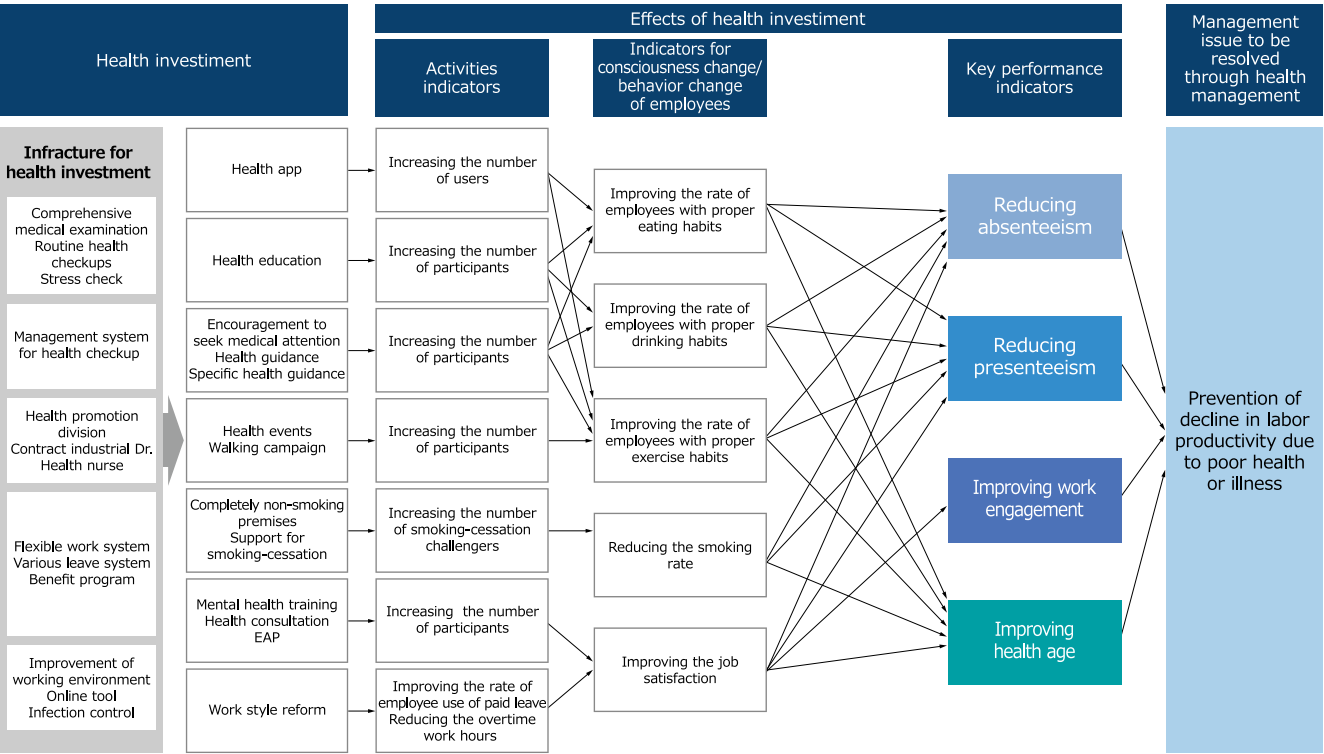 Health investiment
Effects of health investiment
Management
issue to be
resolved
through health
management
Activities
indicators
Indicators for
consciousness change/
behavior change
of employees
Key performance
indicators
Infracture for
health investment
Comprehensive
medical examination
Routine health
checkups
Stress check
Management system
for health checkup
Health promotion
division
Contract industrial Dr.
Health nurse
Flexible work system
Various leave system
Benefit program
Improvement of
working environment
Online tool
Infection control
Health app
Health education
Encouragement to
seek medical attention
Health guidance
Specific health guidance
Health events
Walking campaign
Completely non-smoking
premises
Support for
smoking-cessation
Mental health training
Health consultation
EAP
Work style reform
Increasing the number
of users
Increasing the number
of participants
Increasing the number
of participants
Increasing the number
of participants
Increasing the number
of smoking-cessation
challengers
Increasing the number
of participants
Improving the rate of
employee use of paid leave
Reducing the overtime
work hours
Improving the rate of
employees with proper
eating habits
Improving the rate of
employees with proper
drinking habits
Improving the rate of
employees with proper
exercise habits
Reducing the smoking
rate
Improving the job
satisfaction
Reducing
absenteeism
Reducing
presenteeism
Improving work
engagement
Improving
health age
Prevention of
decline in labor
productivity due
to poor health
or illness